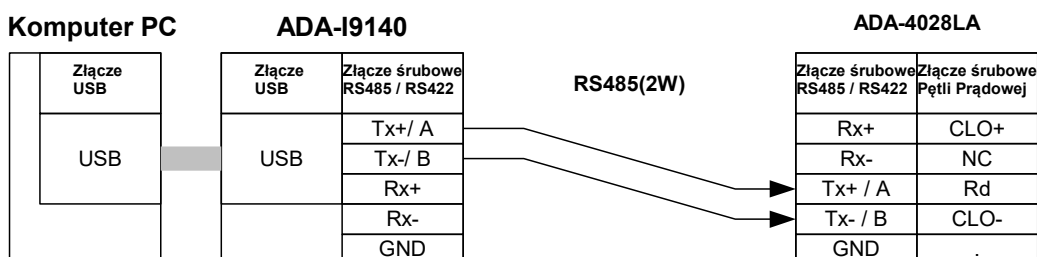 Komputer PC
ADA-I9140
ADA-4028LA
Złącze
USB
Złącze
USB
Złącze śrubowe
RS485 / RS422
RS485(2W)
Złącze śrubowe
RS485 / RS422
Złącze śrubowe
Pętli Prądowej
USB
USB
Tx+/ A
Tx-/ B
Rx+
Rx-
GND
Rx+
CLO+
Rx-
NC
Tx+ / A
Rd
Tx- / B
CLO-
GND
.